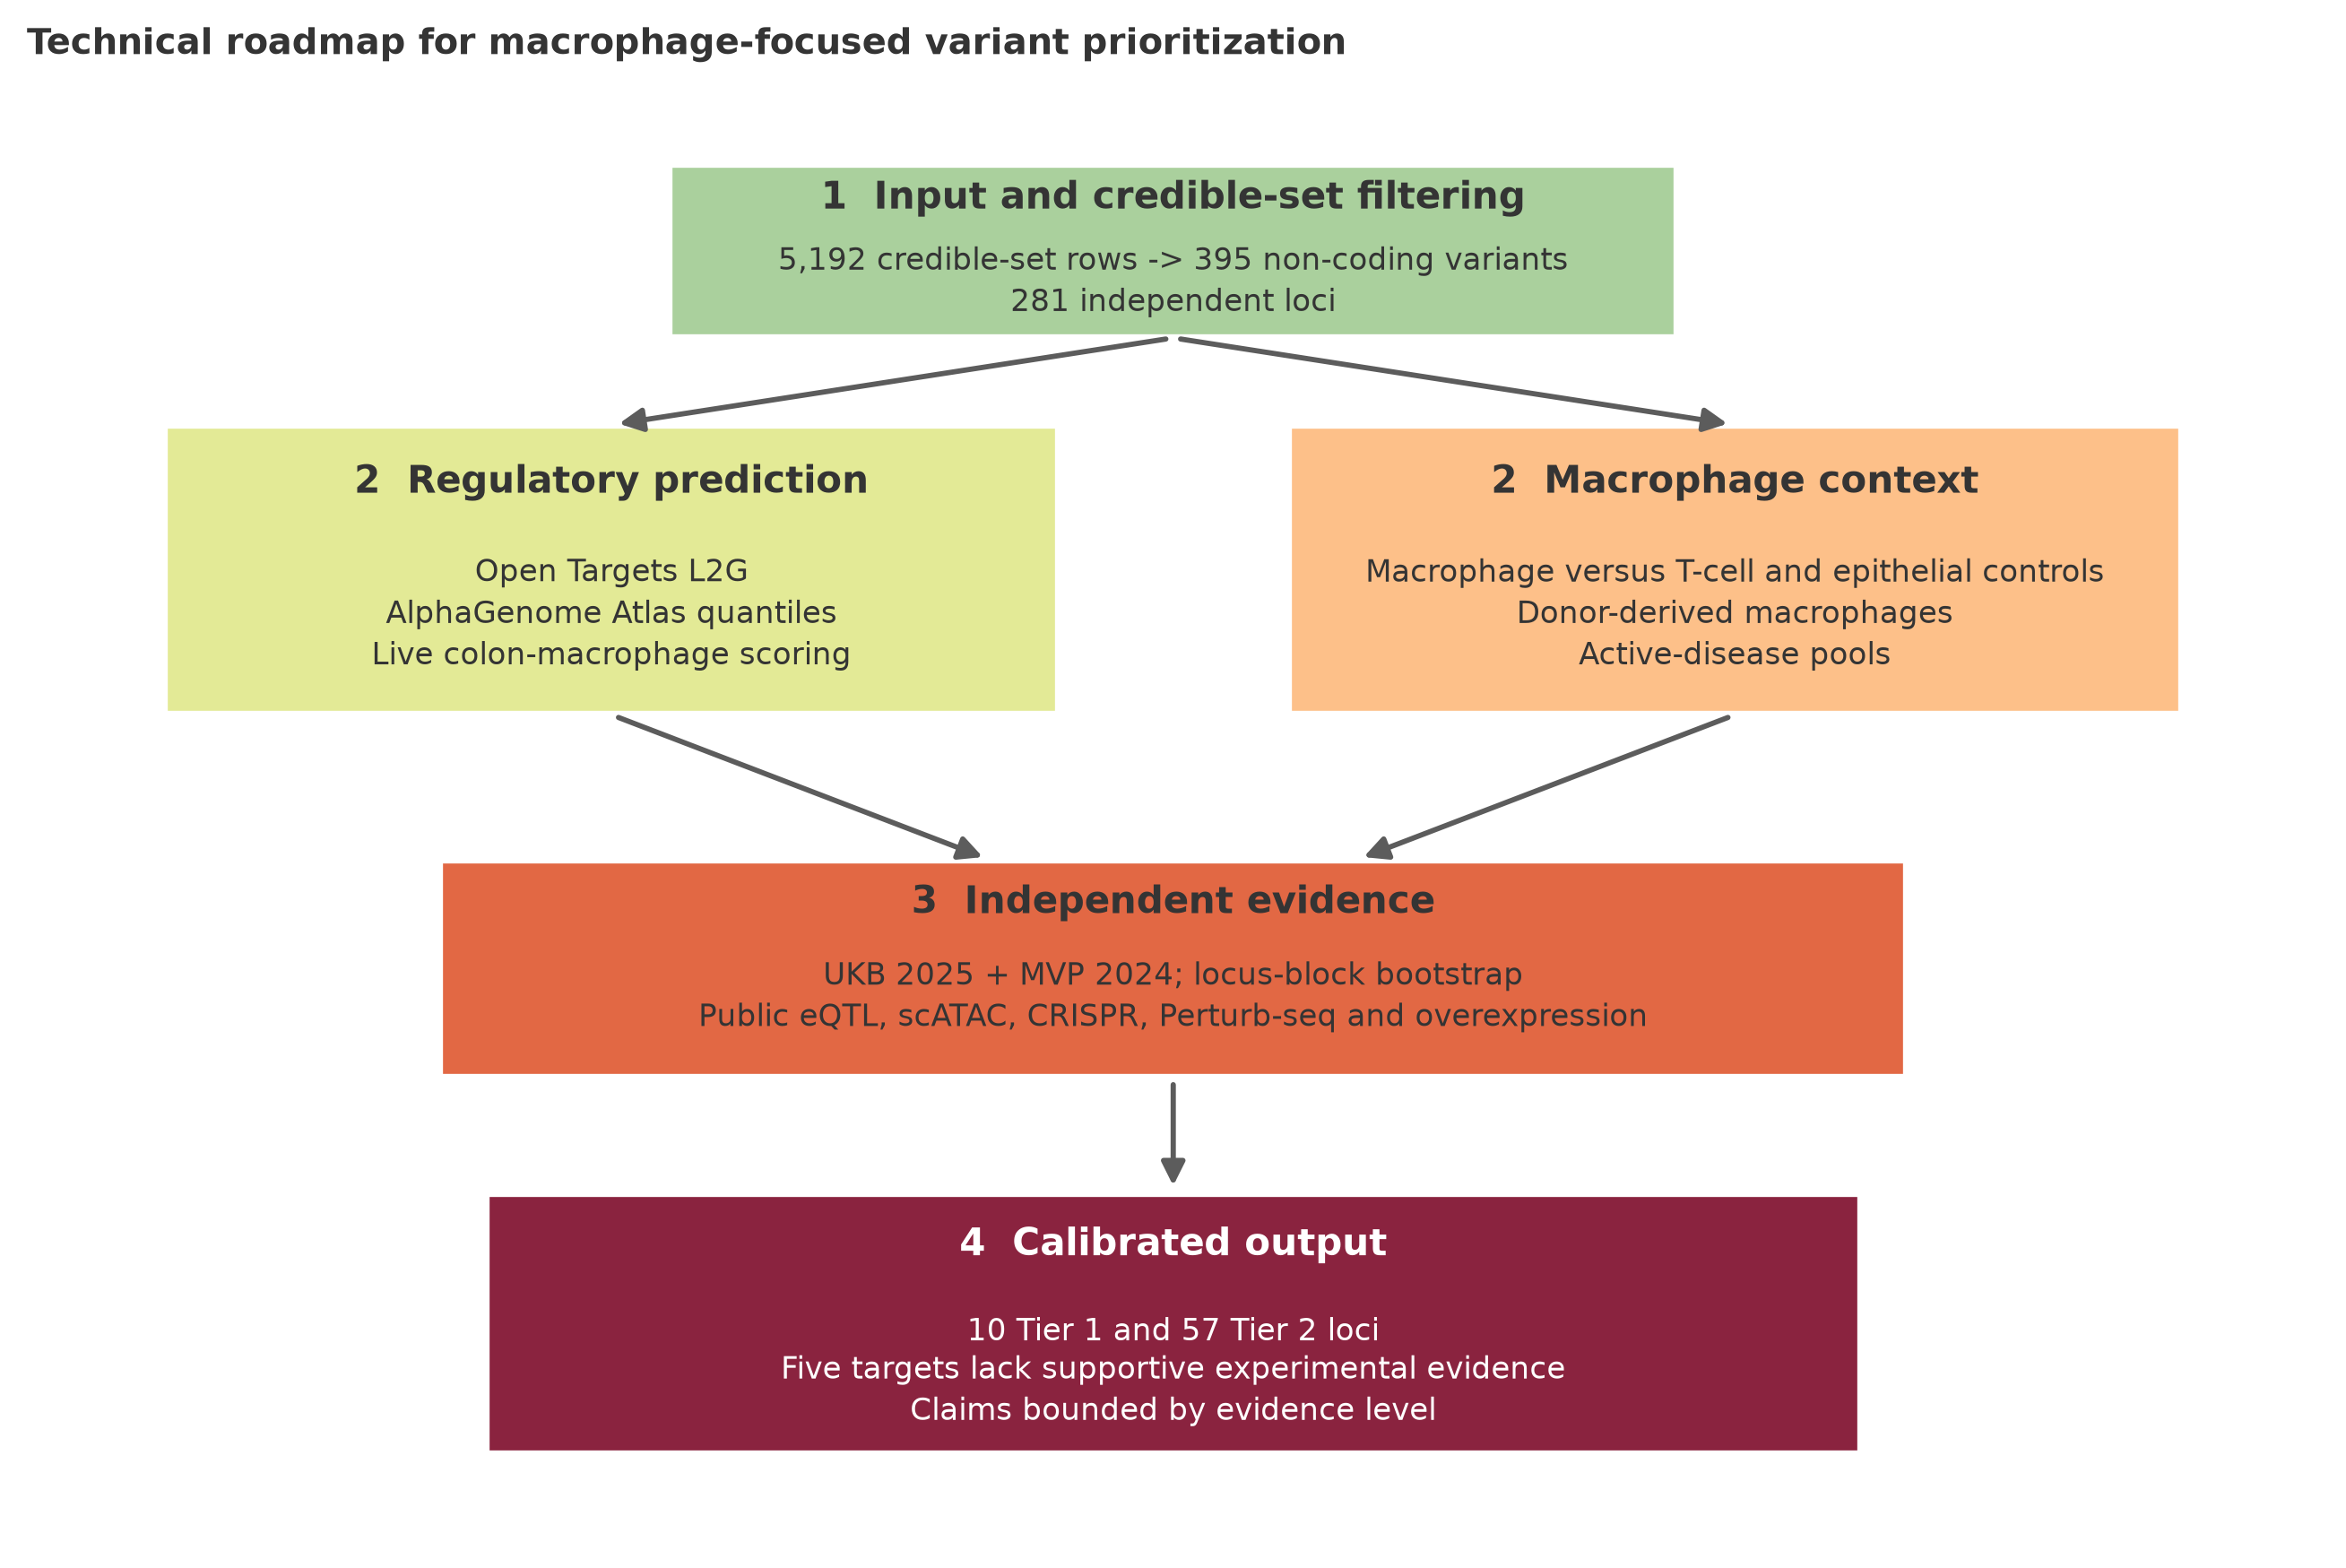 Technical roadmap for macrophage-focused variant prioritization
1 Input and credible-set filtering
5,192 credible-set rows -> 395 non-coding variants
281 independent loci
2 Regulatory prediction
Open Targets L2G
AlphaGenome Atlas quantiles
Live colon-macrophage scoring
2 Macrophage context
Macrophage versus T-cell and epithelial controls
Donor-derived macrophages
Active-disease pools
3 Independent evidence
UKB 2025 + MVP 2024; locus-block bootstrap
Public eQTL, scATAC, CRISPR, Perturb-seq and overexpression
4 Calibrated output
10 Tier 1 and 57 Tier 2 loci
Five targets lack supportive experimental evidence
Claims bounded by evidence level